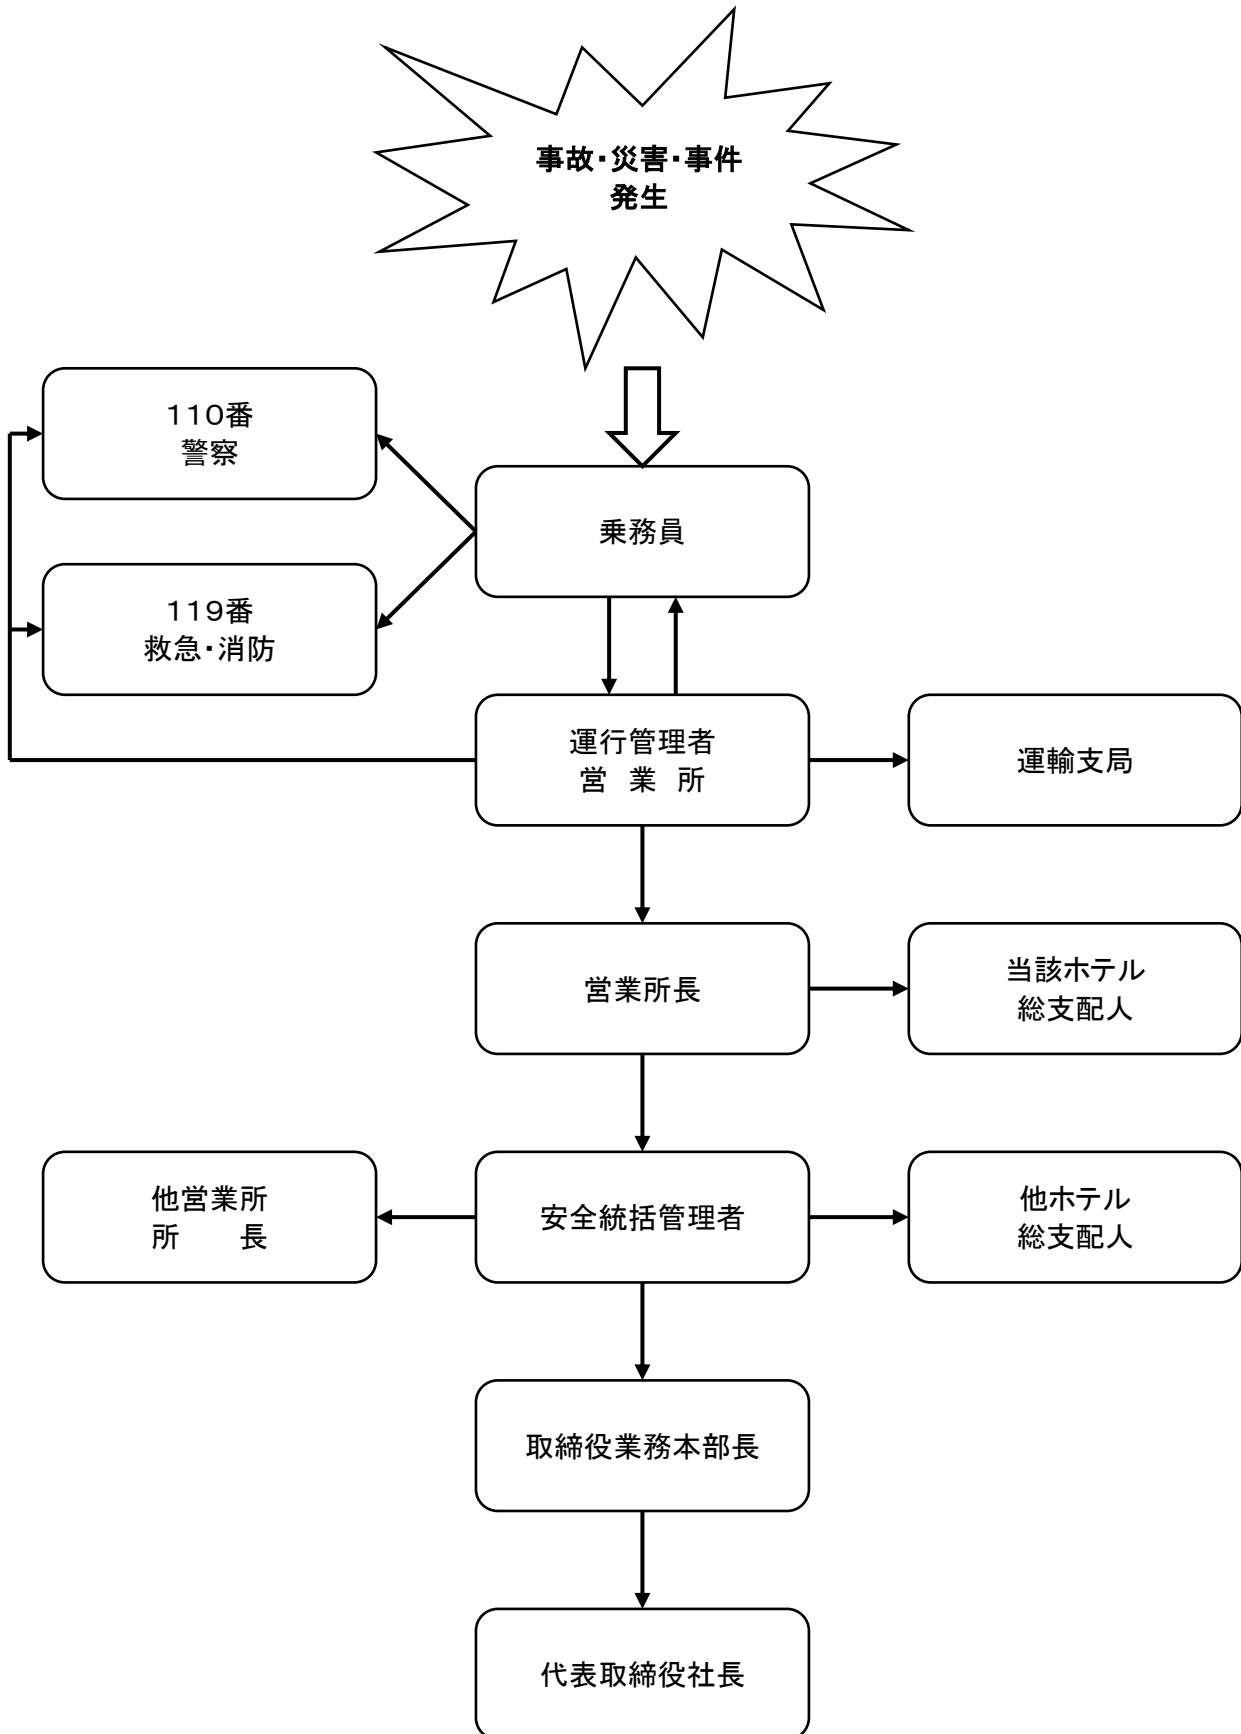 事故・災害・事件
発生
110番
警察
乗務員
119番
救急・消防
運行管理者
営　業　所
運輸支局
営業所長
当該ホテル
総支配人
他営業所
所　　長
安全統括管理者
他ホテル
総支配人
取締役業務本部長
代表取締役社長